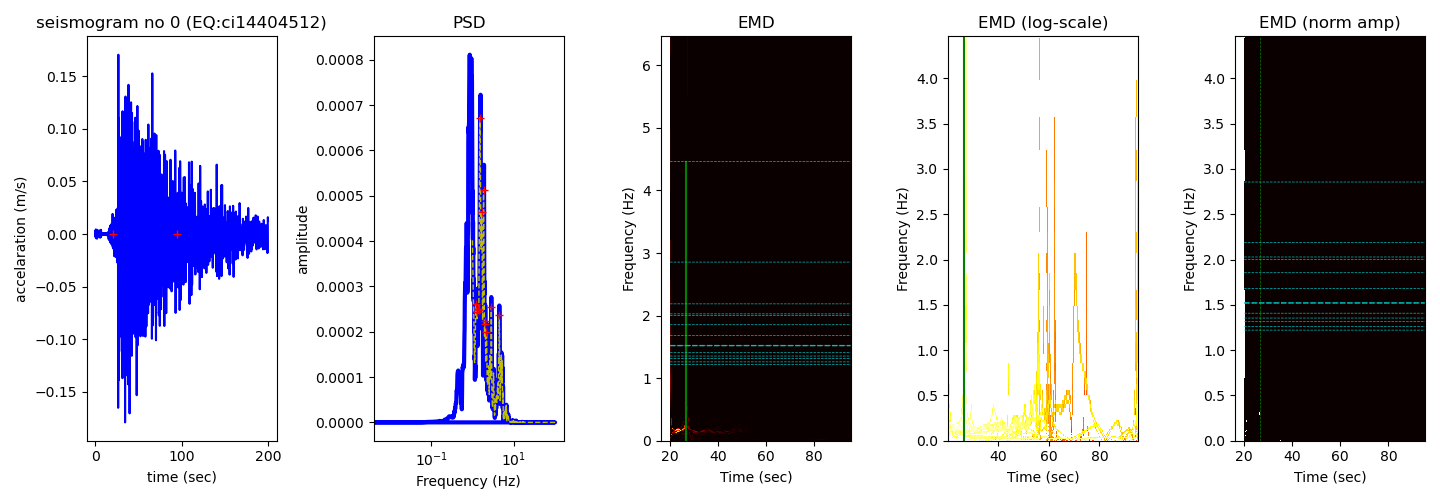 seismogram no 0 (EQ:ci14404512)
accelaration (m/s)
0.15
0.10
0.05
0.00
−0.05
−0.10
−0.15
0 100 200
time (sec)
PSD
amplitude
0.0008
0.0007
0.0006
0.0005
0.0004
0.0003
0.0002
0.0001
0.0000
10⁻¹ 10¹
Frequency (Hz)
EMD
Frequency (Hz)
6
5
4
3
2
1
0
20 40 60 80
Time (sec)
EMD (log-scale)
Frequency (Hz)
4.0
3.5
3.0
2.5
2.0
1.5
1.0
0.5
0.0
40 60 80
Time (sec)
EMD (norm amp)
Frequency (Hz)
4.0
3.5
3.0
2.5
2.0
1.5
1.0
0.5
0.0
20 40 60 80
Time (sec)